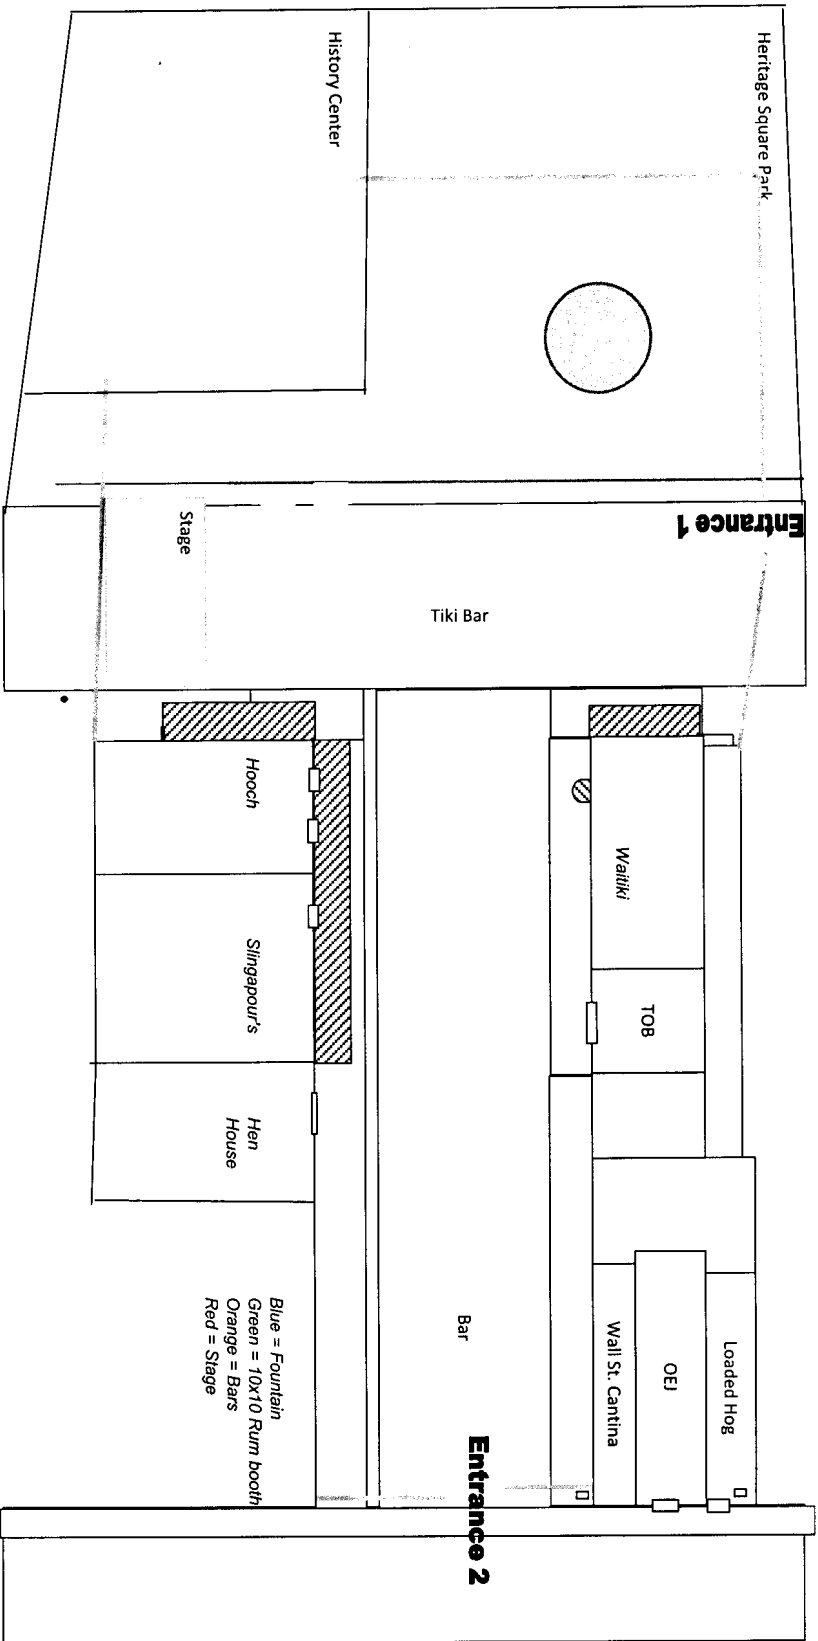 Heritage Square Park
History Center
Entrance 1
Stage
Tiki Bar
Hooch
Waitiki
Slingapour's
TOB
Hen
House
Bar
Loaded Hog
OEJ
Wall St. Cantina
Blue = Fountain
Green = 10x10 Rum booth
Orange = Bars
Red = Stage
Entrance 2